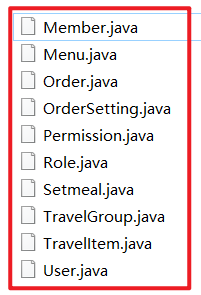 Member.java
Menu.java
Order.java
OrderSetting.java
Permission.java
Role.java
Setmeal.java
TravelGroup.java
TravelItem.java
User.java